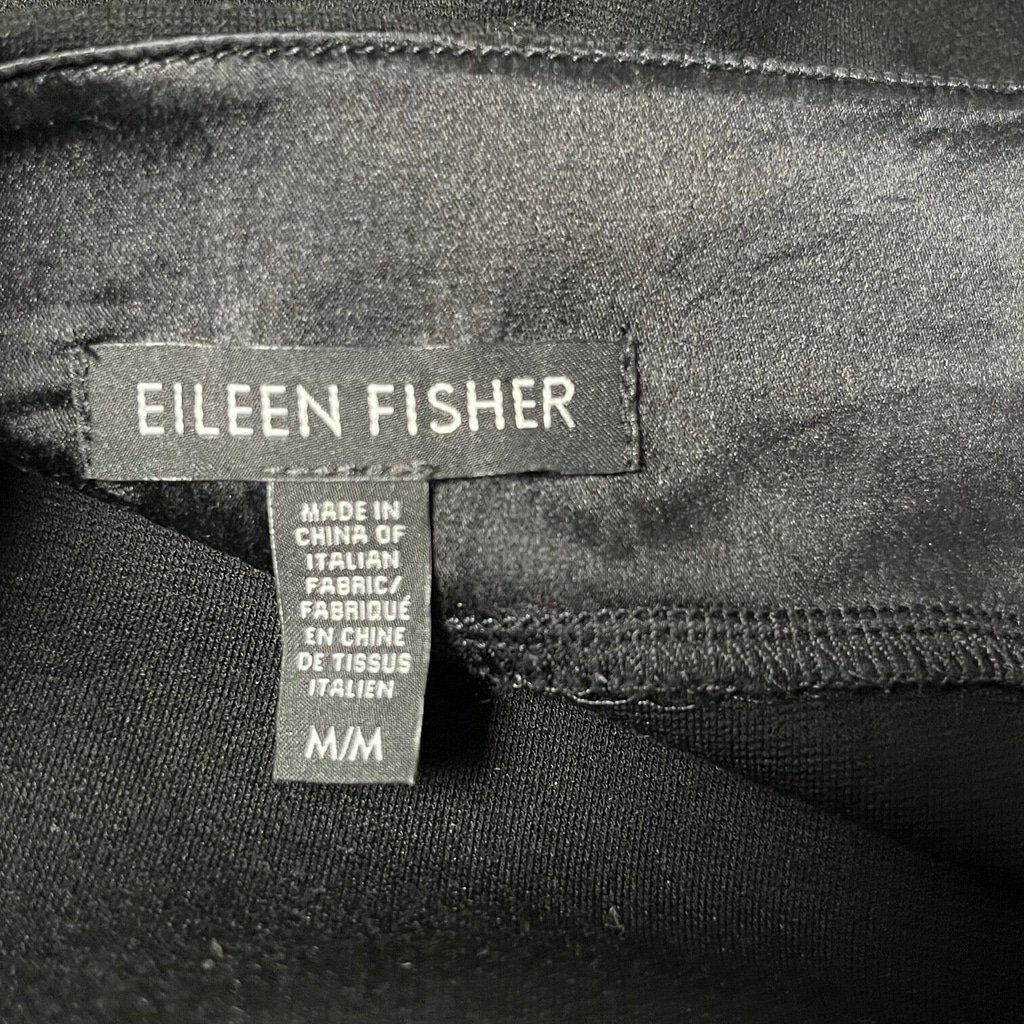 EILEEN FISHER
MADE IN
CHINA OF
ITALIAN
FABRIC/
FABRIQUÉ
EN CHINE
DE TISSUS
ITALIEN
M/M